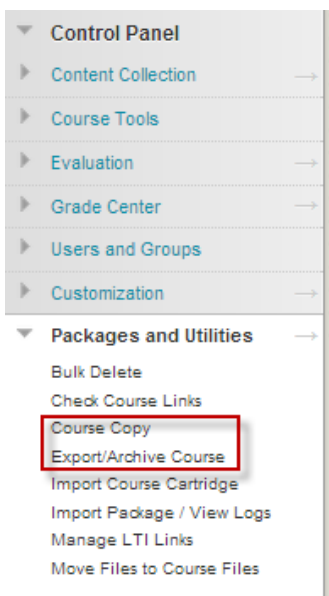 Control Panel
Content Collection
Course Tools
Evaluation
Grade Center
Users and Groups
Customization
Packages and Utilities
Bulk Delete
Check Course Links
Course Copy
Export/Archive Course
Import Course Cartridge
Import Package / View Logs
Manage LTI Links
Move Files to Course Files